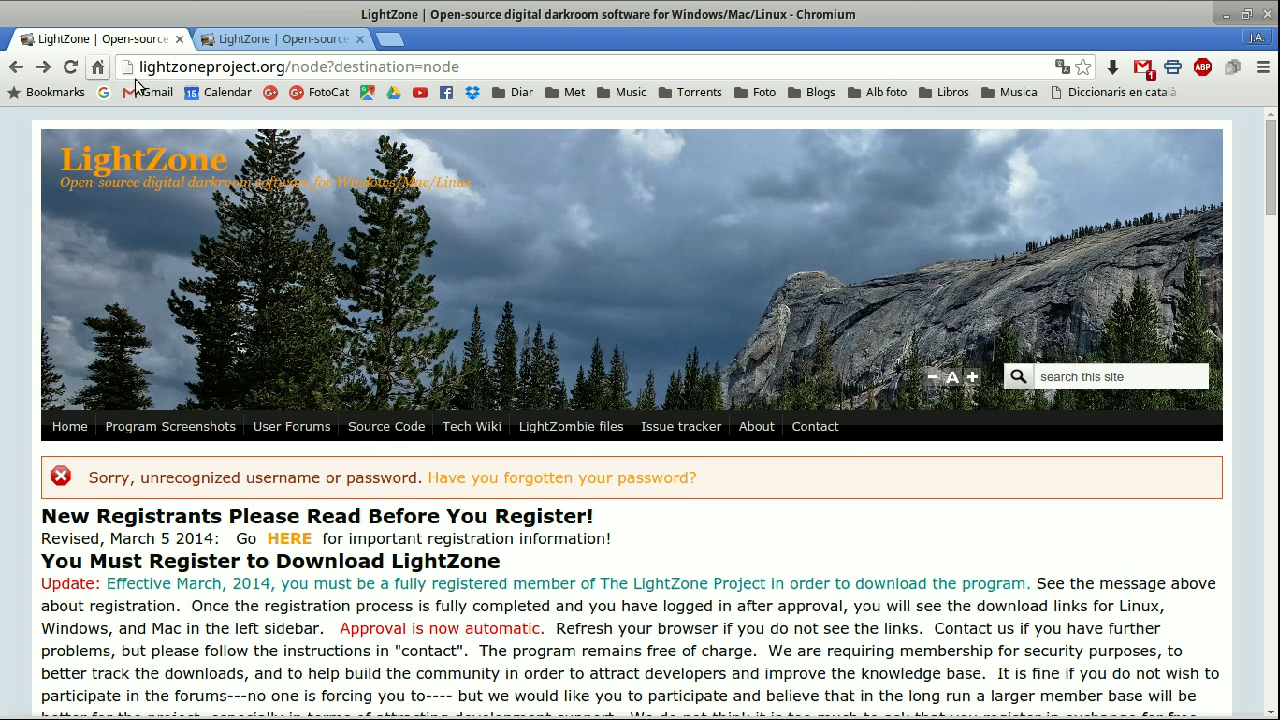 LightZone | Open-source digital darkroom software for Windows/Mac/Linux - Chromium
LightZone | Open-source
LightZone | Open-source
J.A.
lightzoneproject.org/node?destination=node
1
ABP
Bookmarks
Gmail
16
Calendar
FotoCat
Diar
Met
Music
Torrents
Foto
Blogs
Alb foto
Libros
Musica
Diccionaris en català
LightZone
Open-source digital darkroom software for Windows/Mac/Linux
A
search this site
Home
Program Screenshots
User Forums
Source Code
Tech Wiki
LightZombie files
Issue tracker
About
Contact
Sorry, unrecognized username or password. Have you forgotten your password?
New Registrants Please Read Before You Register!
Revised, March 5 2014: Go HERE for important registration information!
You Must Register to Download LightZone
Update: Effective March, 2014, you must be a fully registered member of The LightZone Project in order to download the program. See the message above
about registration. Once the registration process is fully completed and you have logged in after approval, you will see the download links for Linux,
Windows, and Mac in the left sidebar. Approval is now automatic. Refresh your browser if you do not see the links. Contact us if you have further
problems, but please follow the instructions in "contact". The program remains free of charge. We are requiring membership for security purposes, to
better track the downloads, and to help build the community in order to attract developers and improve the knowledge base. It is fine if you do not wish to
participate in the forums---no one is forcing you to---- but we would like you to participate and believe that in the long run a larger member base will be